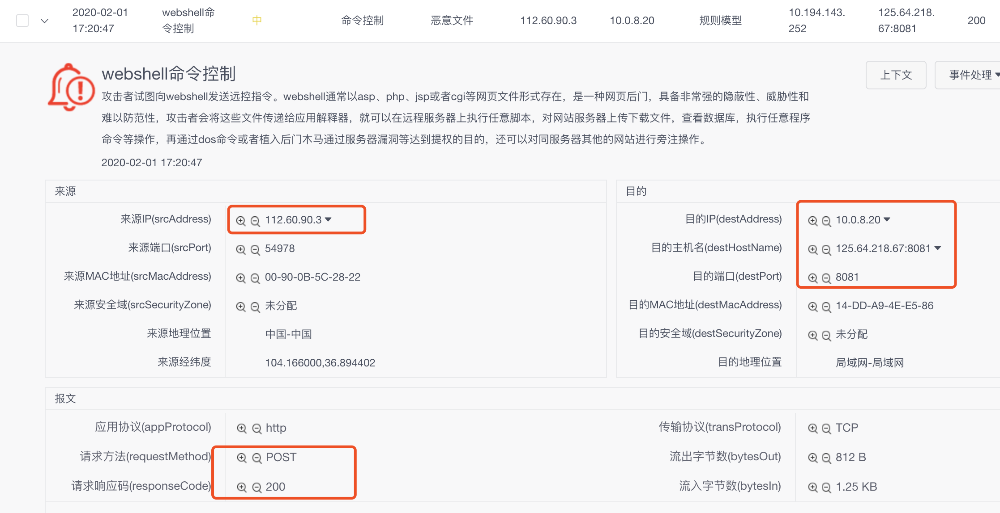 2020-02-01
17:20:47
webshell命
令控制
中
命令控制
恶意文件
112.60.90.3
10.0.8.20
规则模型
10.194.143.
252
125.64.218.
67:8081
200
webshell命令控制
上下文
事件处理
攻击者试图向webshell发送远控指令。webshell通常以asp、php、jsp或者cgi等网页文件形式存在，是一种网页后门，具备非常强的隐蔽性、威胁性和
难以防范性，攻击者会将这些文件传递给应用解释器，就可以在远程服务器上执行任意脚本，对网站服务器上传下载文件，查看数据库，执行任意程序
命令等操作，再通过dos命令或者植入后门木马通过服务器漏洞等达到提权的目的，还可以对同服务器其他的网站进行旁注操作。
2020-02-01 17:20:47
来源
来源IP(srcAddress) 112.60.90.3
来源端口(srcPort) 54978
来源MAC地址(srcMacAddress) 00-90-0B-5C-28-22
来源安全域(srcSecurityZone) 未分配
来源地理位置 中国-中国
来源经纬度 104.166000,36.894402
目的
目的IP(destAddress) 10.0.8.20
目的主机名(destHostName) 125.64.218.67:8081
目的端口(destPort) 8081
目的MAC地址(destMacAddress) 14-DD-A9-4E-E5-86
目的安全域(destSecurityZone) 未分配
目的地理位置 局域网-局域网
报文
应用协议(appProtocol) http
请求方法(requestMethod) POST
请求响应码(responseCode) 200
传输协议(transProtocol) TCP
流出字节数(bytesOut) 812 B
流入字节数(bytesIn) 1.25 KB